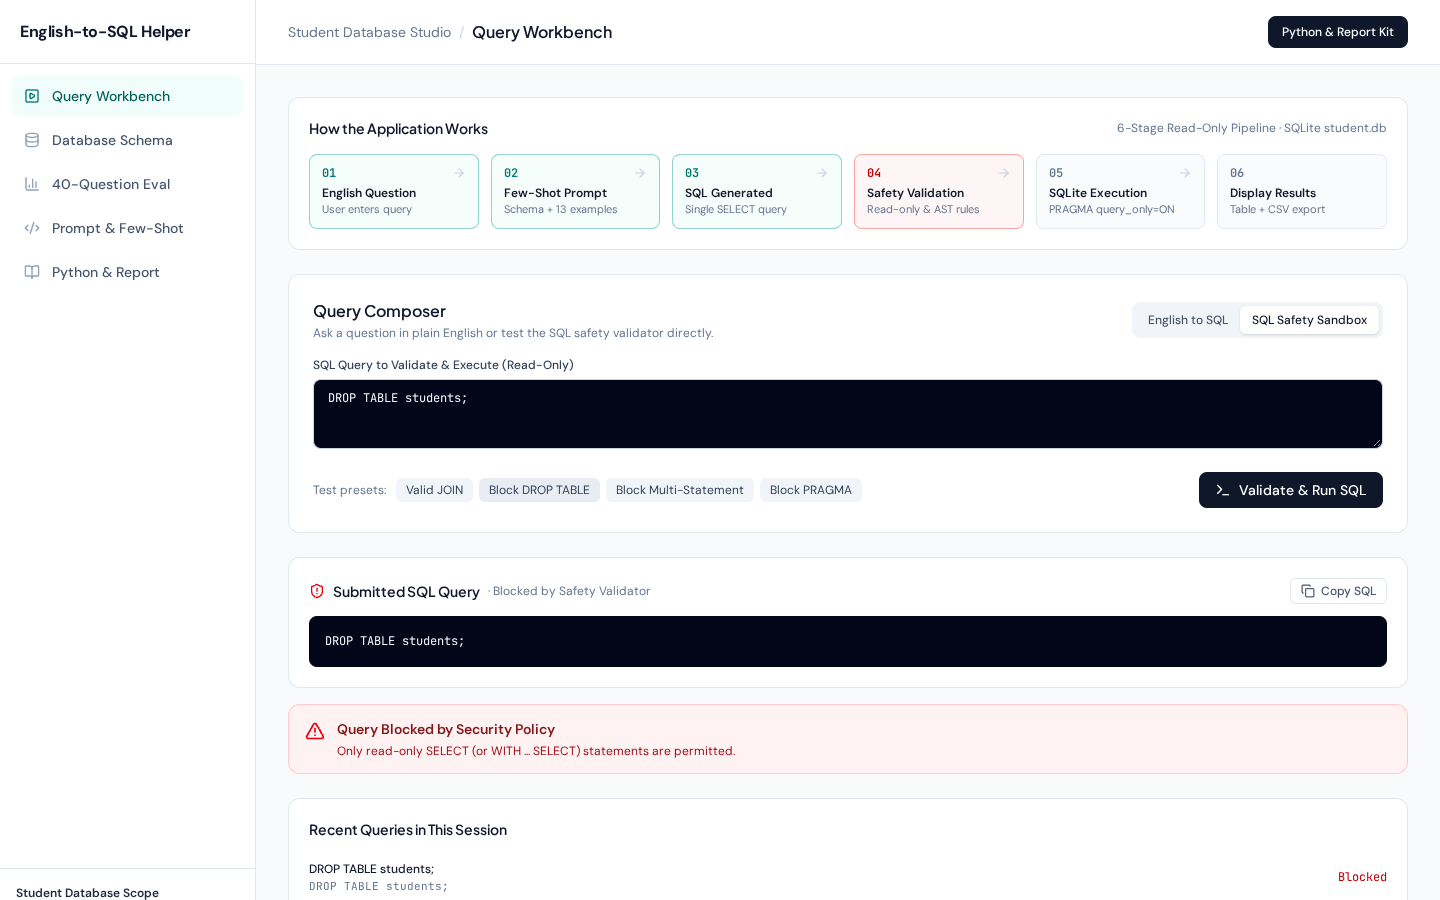 English-to-SQL Helper
Query Workbench
Database Schema
40-Question Eval
Prompt & Few-Shot
Python & Report
Student Database Scope
Student Database Studio / Query Workbench
Python & Report Kit
How the Application Works
6-Stage Read-Only Pipeline · SQLite student.db
01
English Question
User enters query
02
Few-Shot Prompt
Schema + 13 examples
03
SQL Generated
Single SELECT query
04
Safety Validation
Read-only & AST rules
05
SQLite Execution
PRAGMA query_only=ON
06
Display Results
Table + CSV export
Query Composer
Ask a question in plain English or test the SQL safety validator directly.
English to SQL
SQL Safety Sandbox
SQL Query to Validate & Execute (Read-Only)
DROP TABLE students;
Test presets:
Valid JOIN
Block DROP TABLE
Block Multi-Statement
Block PRAGMA
Validate & Run SQL
Submitted SQL Query · Blocked by Safety Validator
Copy SQL
DROP TABLE students;
Query Blocked by Security Policy
Only read-only SELECT (or WITH ... SELECT) statements are permitted.
Recent Queries in This Session
DROP TABLE students;
DROP TABLE students;
Blocked